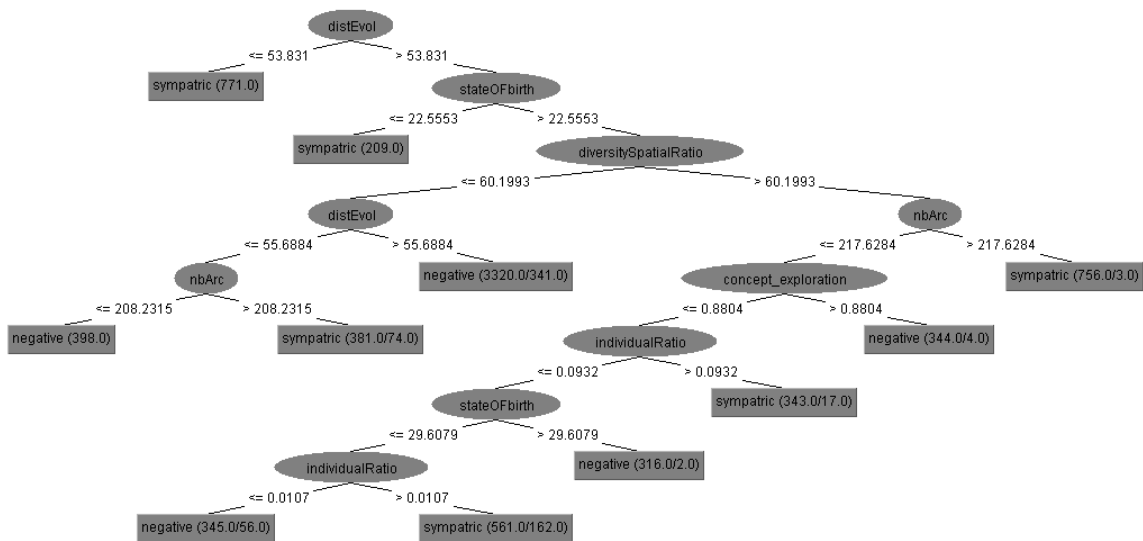 distEvol
<= 53.831 > 53.831
sympatric (771.0) stateOFbirth
<= 22.5553 > 22.5553
sympatric (209.0) diversitySpatialRatio
<= 60.1993 > 60.1993
distEvol nbArc
<= 55.6884 > 55.6884 <= 217.6284 > 217.6284
nbArc negative (3320.0/341.0) concept_exploration sympatric (756.0/3.0)
<= 208.2315 > 208.2315 <= 0.8804 > 0.8804
negative (398.0) sympatric (381.0/74.0) individualRatio negative (344.0/4.0)
<= 0.0932 > 0.0932
stateOFbirth sympatric (343.0/17.0)
<= 29.6079 > 29.6079
individualRatio negative (316.0/2.0)
<= 0.0107 > 0.0107
negative (345.0/56.0) sympatric (561.0/162.0)